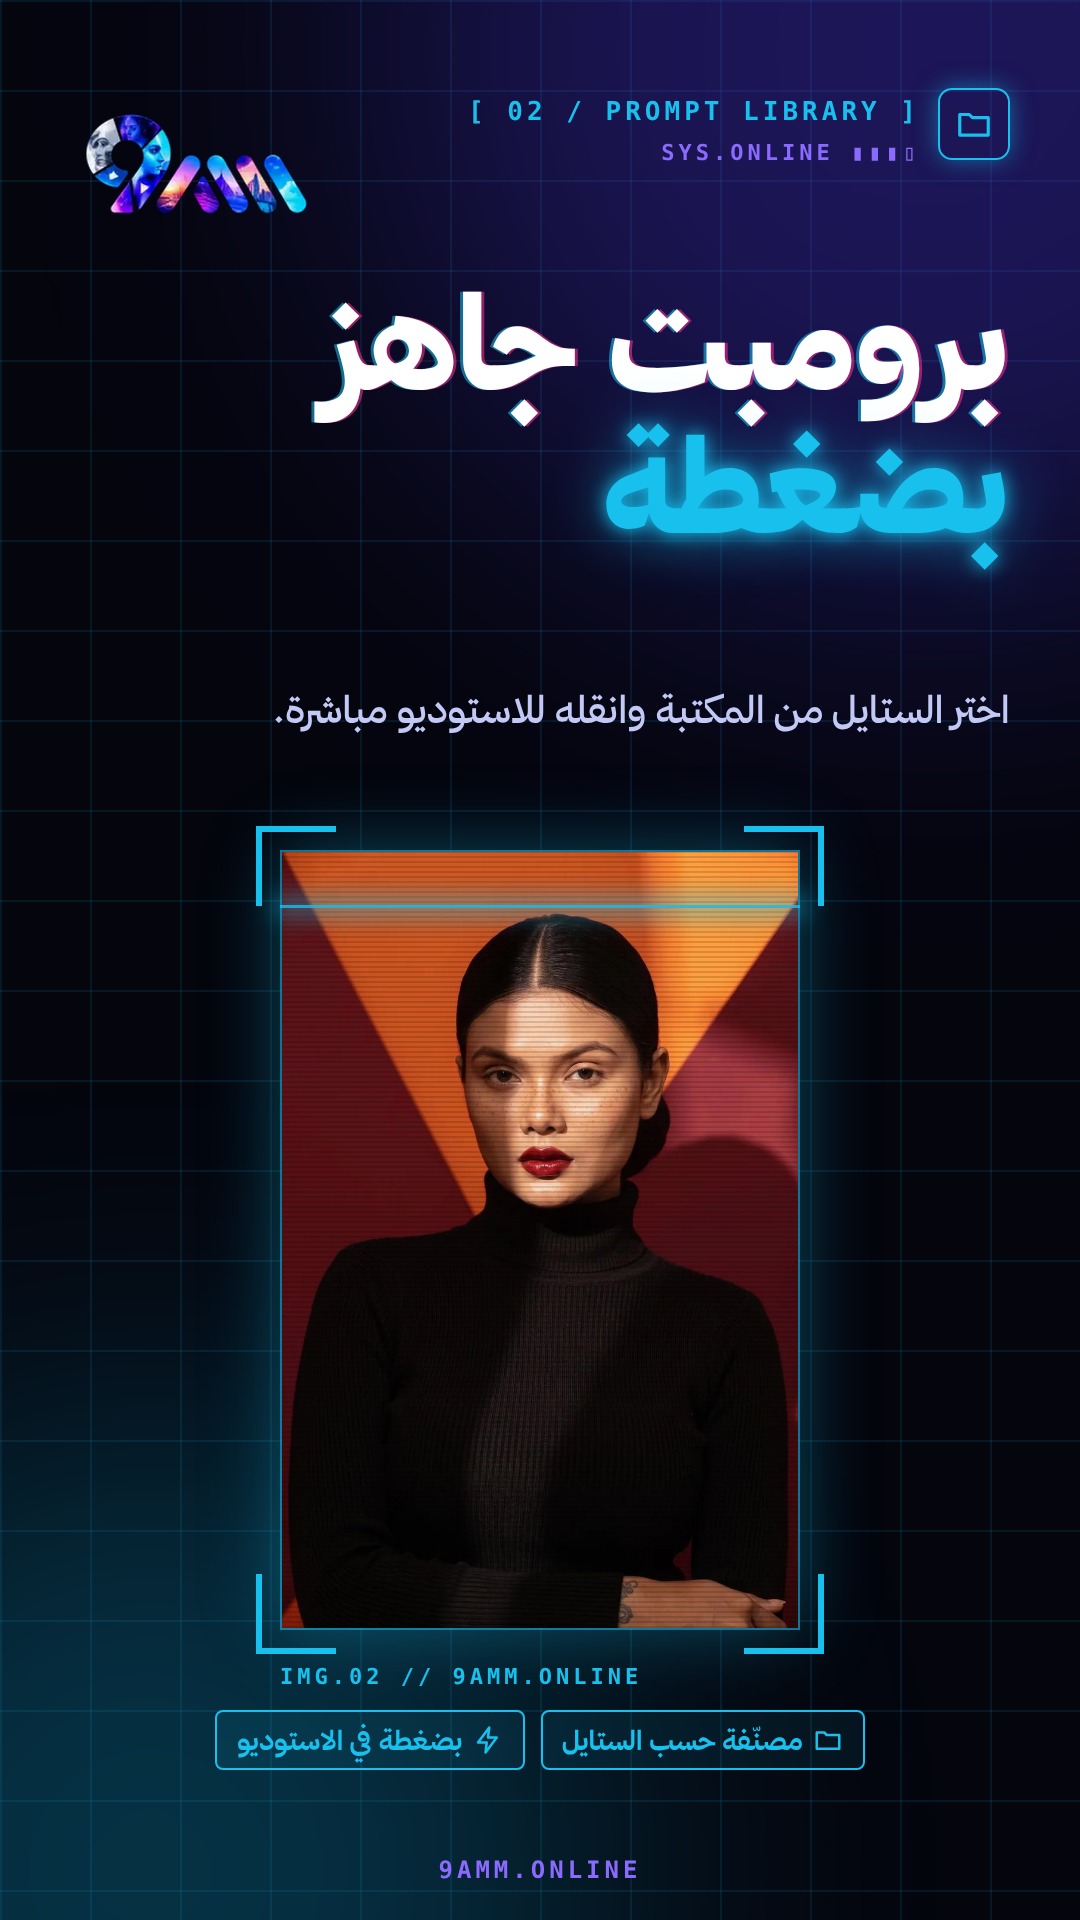 9am
[ 02 / PROMPT LIBRARY ]
SYS.ONLINE
برومبت جاهز
بضغطة
اختر الستايل من المكتبة وانقله للاستوديو مباشرة.
IMG.02 // 9AMM.ONLINE
مصنّفة حسب الستايل
بضغطة في الاستوديو
9AMM.ONLINE